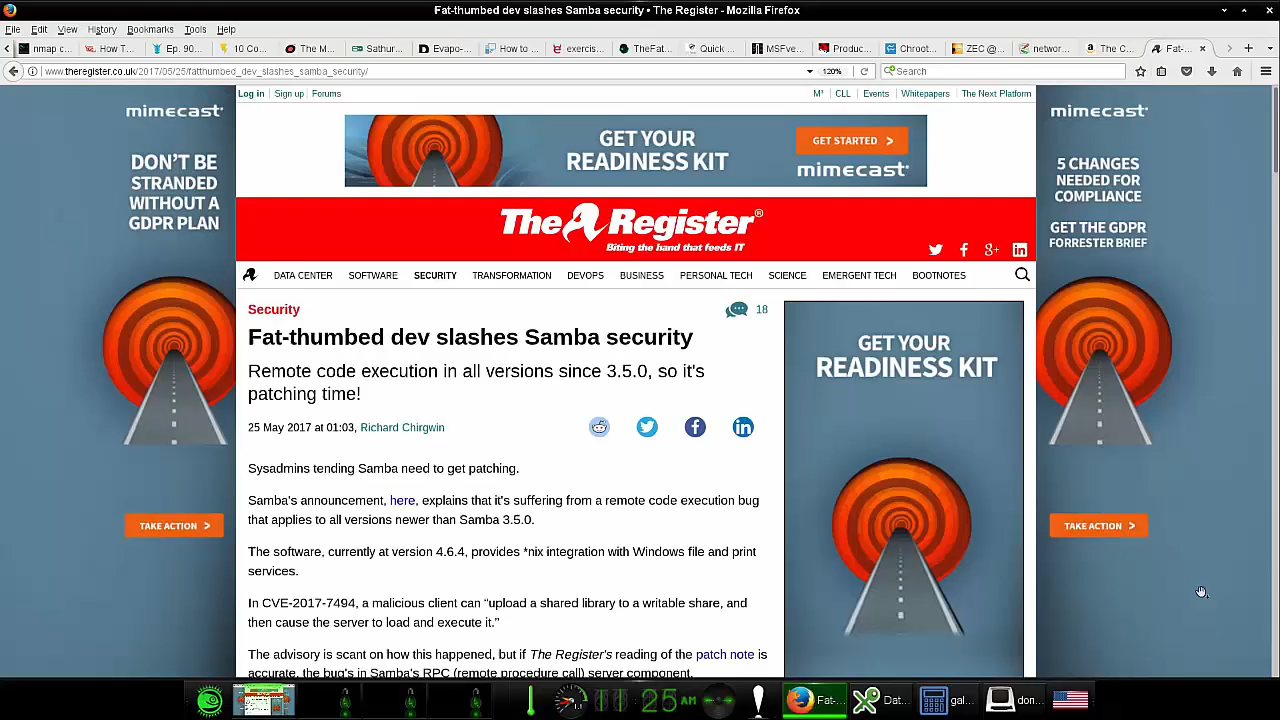 Fat-thumbed dev slashes Samba security • The Register - Mozilla Firefox
File Edit View History Bookmarks Tools Help
nmap c... How T... Ep. 90... 10 Co... The M... Sathur... Evapo-... How to... exercis... TheFat... Quick... MSFve... Produc... Chroot... ZEC @... networ... The C... Fat-...
www.theregister.co.uk/2017/05/25/fatthumbed_dev_slashes_samba_security/
120%
Search
mimecast
DON'T BE
STRANDED
WITHOUT A
GDPR PLAN
TAKE ACTION >
Log in Sign up Forums
M³ CLL Events Whitepapers The Next Platform
GET YOUR
READINESS KIT
GET STARTED >
mimecast
The Register®
Biting the hand that feeds IT
DATA CENTER SOFTWARE SECURITY TRANSFORMATION DEVOPS BUSINESS PERSONAL TECH SCIENCE EMERGENT TECH BOOTNOTES
Security
18
Fat-thumbed dev slashes Samba security
Remote code execution in all versions since 3.5.0, so it's
patching time!
25 May 2017 at 01:03, Richard Chirgwin
Sysadmins tending Samba need to get patching.
Samba's announcement, here, explains that it's suffering from a remote code execution bug
that applies to all versions newer than Samba 3.5.0.
The software, currently at version 4.6.4, provides *nix integration with Windows file and print
services.
In CVE-2017-7494, a malicious client can “upload a shared library to a writable share, and
then cause the server to load and execute it.”
The advisory is scant on how this happened, but if The Register's reading of the patch note is
accurate, the bug's in Samba's RPC (remote procedure call) server component.
GET YOUR
READINESS KIT
mimecast
5 CHANGES
NEEDED FOR
COMPLIANCE
GET THE GDPR
FORRESTER BRIEF
TAKE ACTION >
11 25 AM
Fat-... Dat... gal... don...